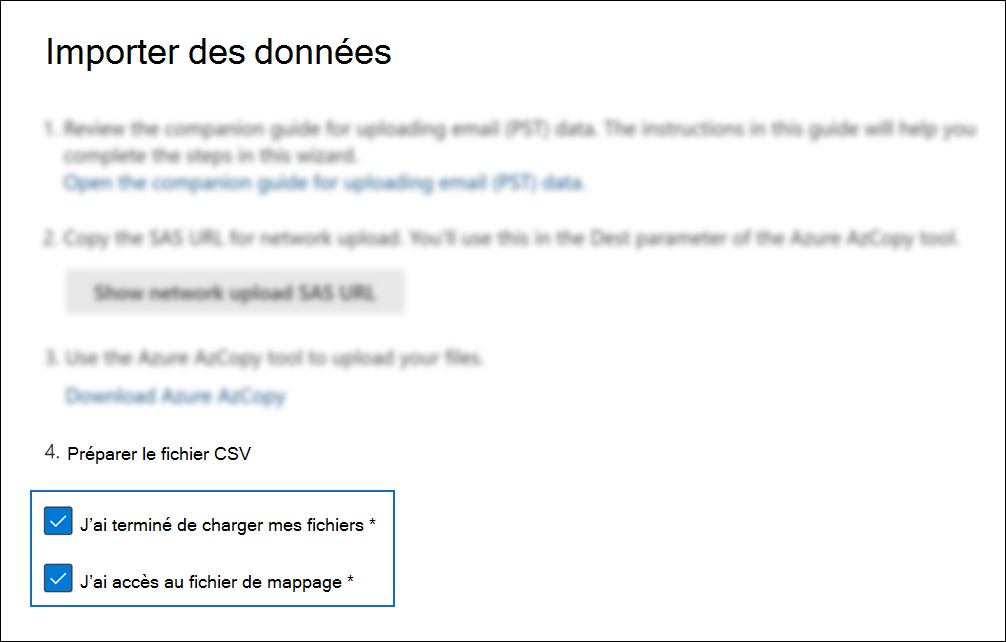 Importer des données
1. Review the companion guide for uploading email (PST) data. The instructions in this guide will help you
complete the steps in this wizard.
Open the companion guide for uploading email (PST) data.
2. Copy the SAS URL for network upload. You'll use this in the Dest parameter of the Azure AzCopy tool.
Show network upload SAS URL
3. Use the Azure AzCopy tool to upload your files.
Download Azure AzCopy
4. Préparer le fichier CSV
J’ai terminé de charger mes fichiers *
J’ai accès au fichier de mappage *